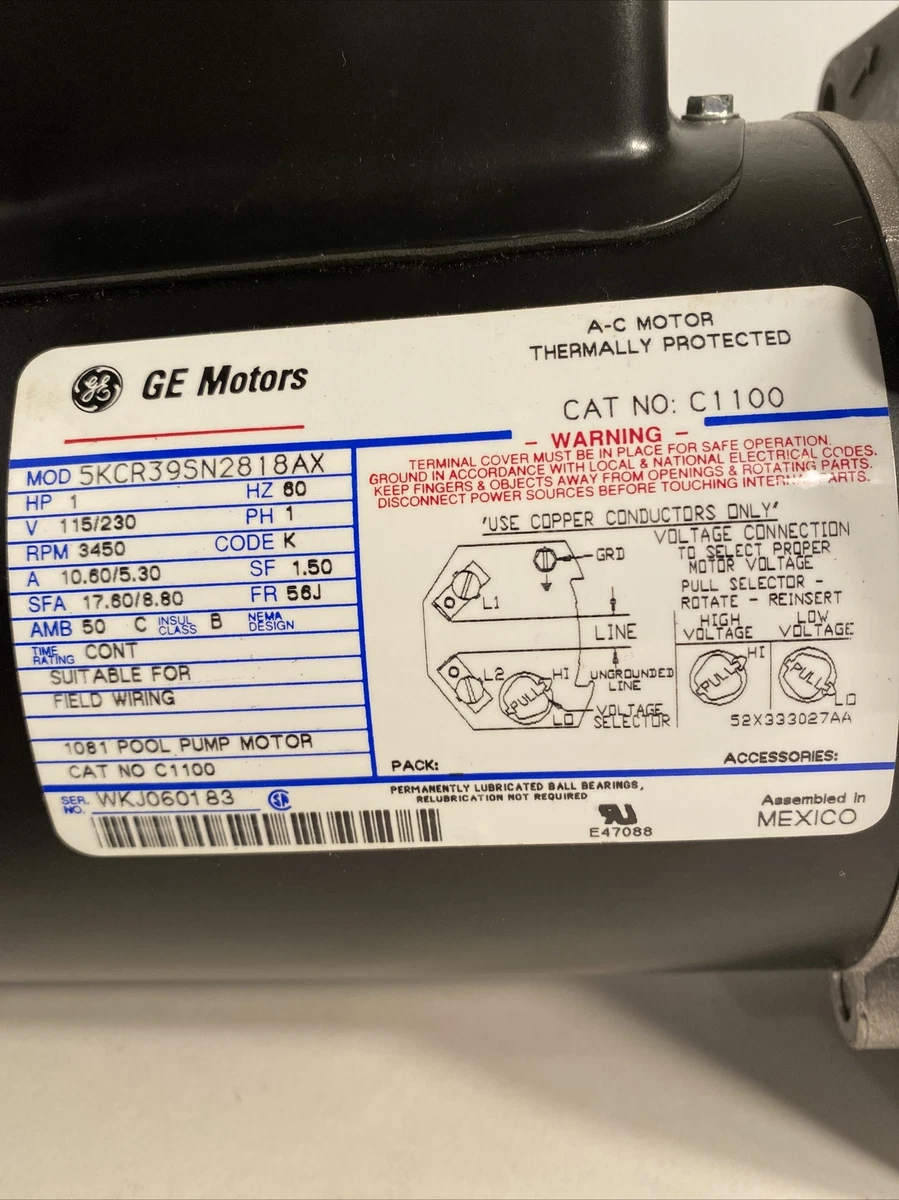 A-C MOTOR
THERMALLY PROTECTED
GE Motors
CAT NO: C1100
MOD 5KCR39SN2818AX
HP 1 HZ 60
V 115/230 PH 1
RPM 3450 CODE K
A 10.60/5.30 SF 1.50
SFA 17.60/8.80 FR 56J
AMB 50 C INSUL CLASS B NEMA DESIGN
TIME RATING CONT
SUITABLE FOR
FIELD WIRING
1081 POOL PUMP MOTOR
CAT NO C1100
SER. NO. WKJ060183
- WARNING -
TERMINAL COVER MUST BE IN PLACE FOR SAFE OPERATION.
GROUND IN ACCORDANCE WITH LOCAL & NATIONAL ELECTRICAL CODES.
KEEP FINGERS & OBJECTS AWAY FROM OPENINGS & ROTATING PARTS.
DISCONNECT POWER SOURCES BEFORE TOUCHING INTERNAL PARTS.
'USE COPPER CONDUCTORS ONLY'
GRD
L1
LINE
L2
HI
PULL
LO
UNGROUNDED
LINE
VOLTAGE
SELECTOR
VOLTAGE CONNECTION
TO SELECT PROPER
MOTOR VOLTAGE
PULL SELECTOR -
ROTATE - REINSERT
HIGH VOLTAGE
LOW VOLTAGE
HI
PULL
PULL
LO
52X333027AA
PACK:
ACCESSORIES:
PERMANENTLY LUBRICATED BALL BEARINGS,
RELUBRICATION NOT REQUIRED
E47088
Assembled in
MEXICO